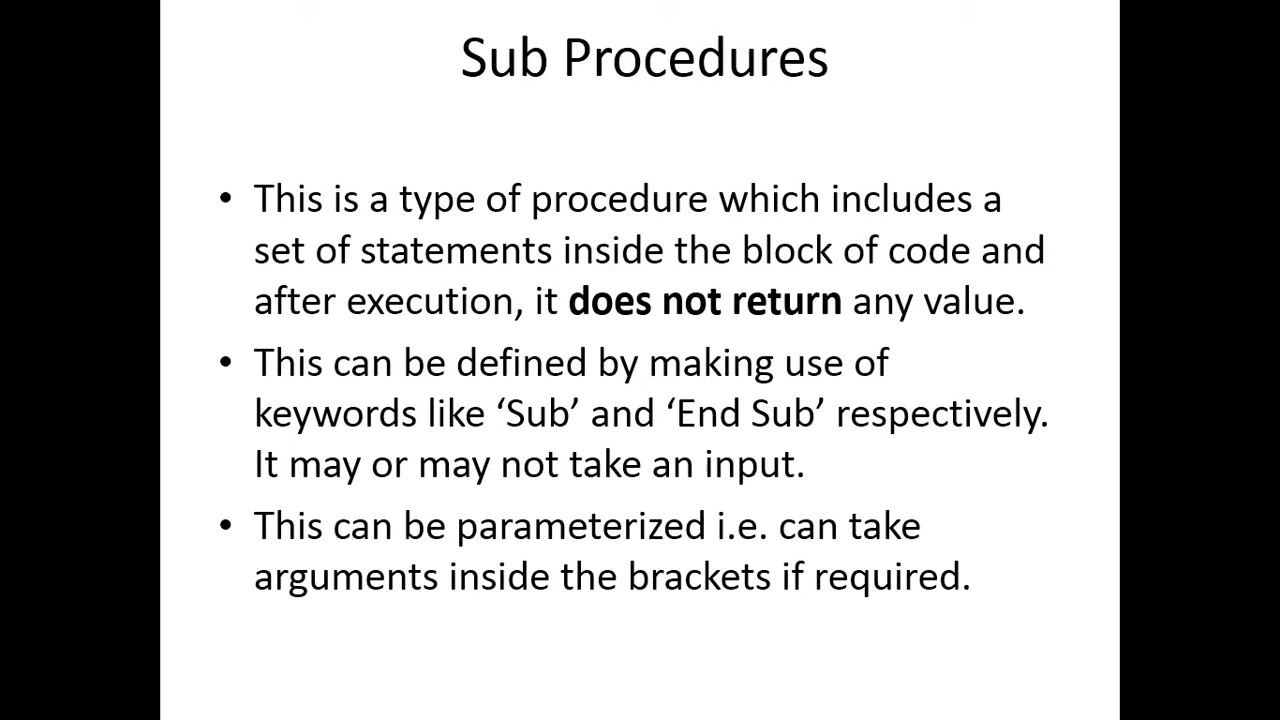 Sub Procedures
• This is a type of procedure which includes a
set of statements inside the block of code and
after execution, it does not return any value.
• This can be defined by making use of
keywords like ‘Sub’ and ‘End Sub’ respectively.
It may or may not take an input.
• This can be parameterized i.e. can take
arguments inside the brackets if required.